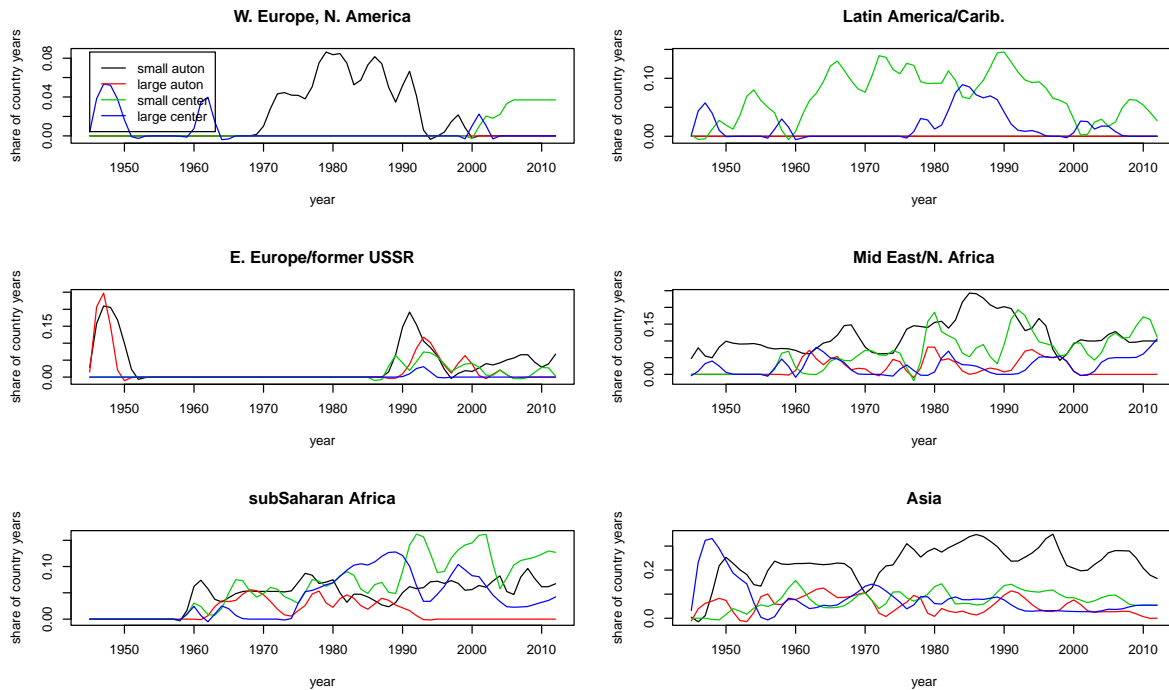 W. Europe, N. America
share of country years
0.00 0.04 0.08
small auton
large auton
small center
large center
1950 1960 1970 1980 1990 2000 2010
year
Latin America/Carib.
share of country years
0.00 0.10
1950 1960 1970 1980 1990 2000 2010
year
E. Europe/former USSR
share of country years
0.00 0.15
1950 1960 1970 1980 1990 2000 2010
year
Mid East/N. Africa
share of country years
0.00 0.15
1950 1960 1970 1980 1990 2000 2010
year
subSaharan Africa
share of country years
0.00 0.10
1950 1960 1970 1980 1990 2000 2010
year
Asia
share of country years
0.0 0.2
1950 1960 1970 1980 1990 2000 2010
year